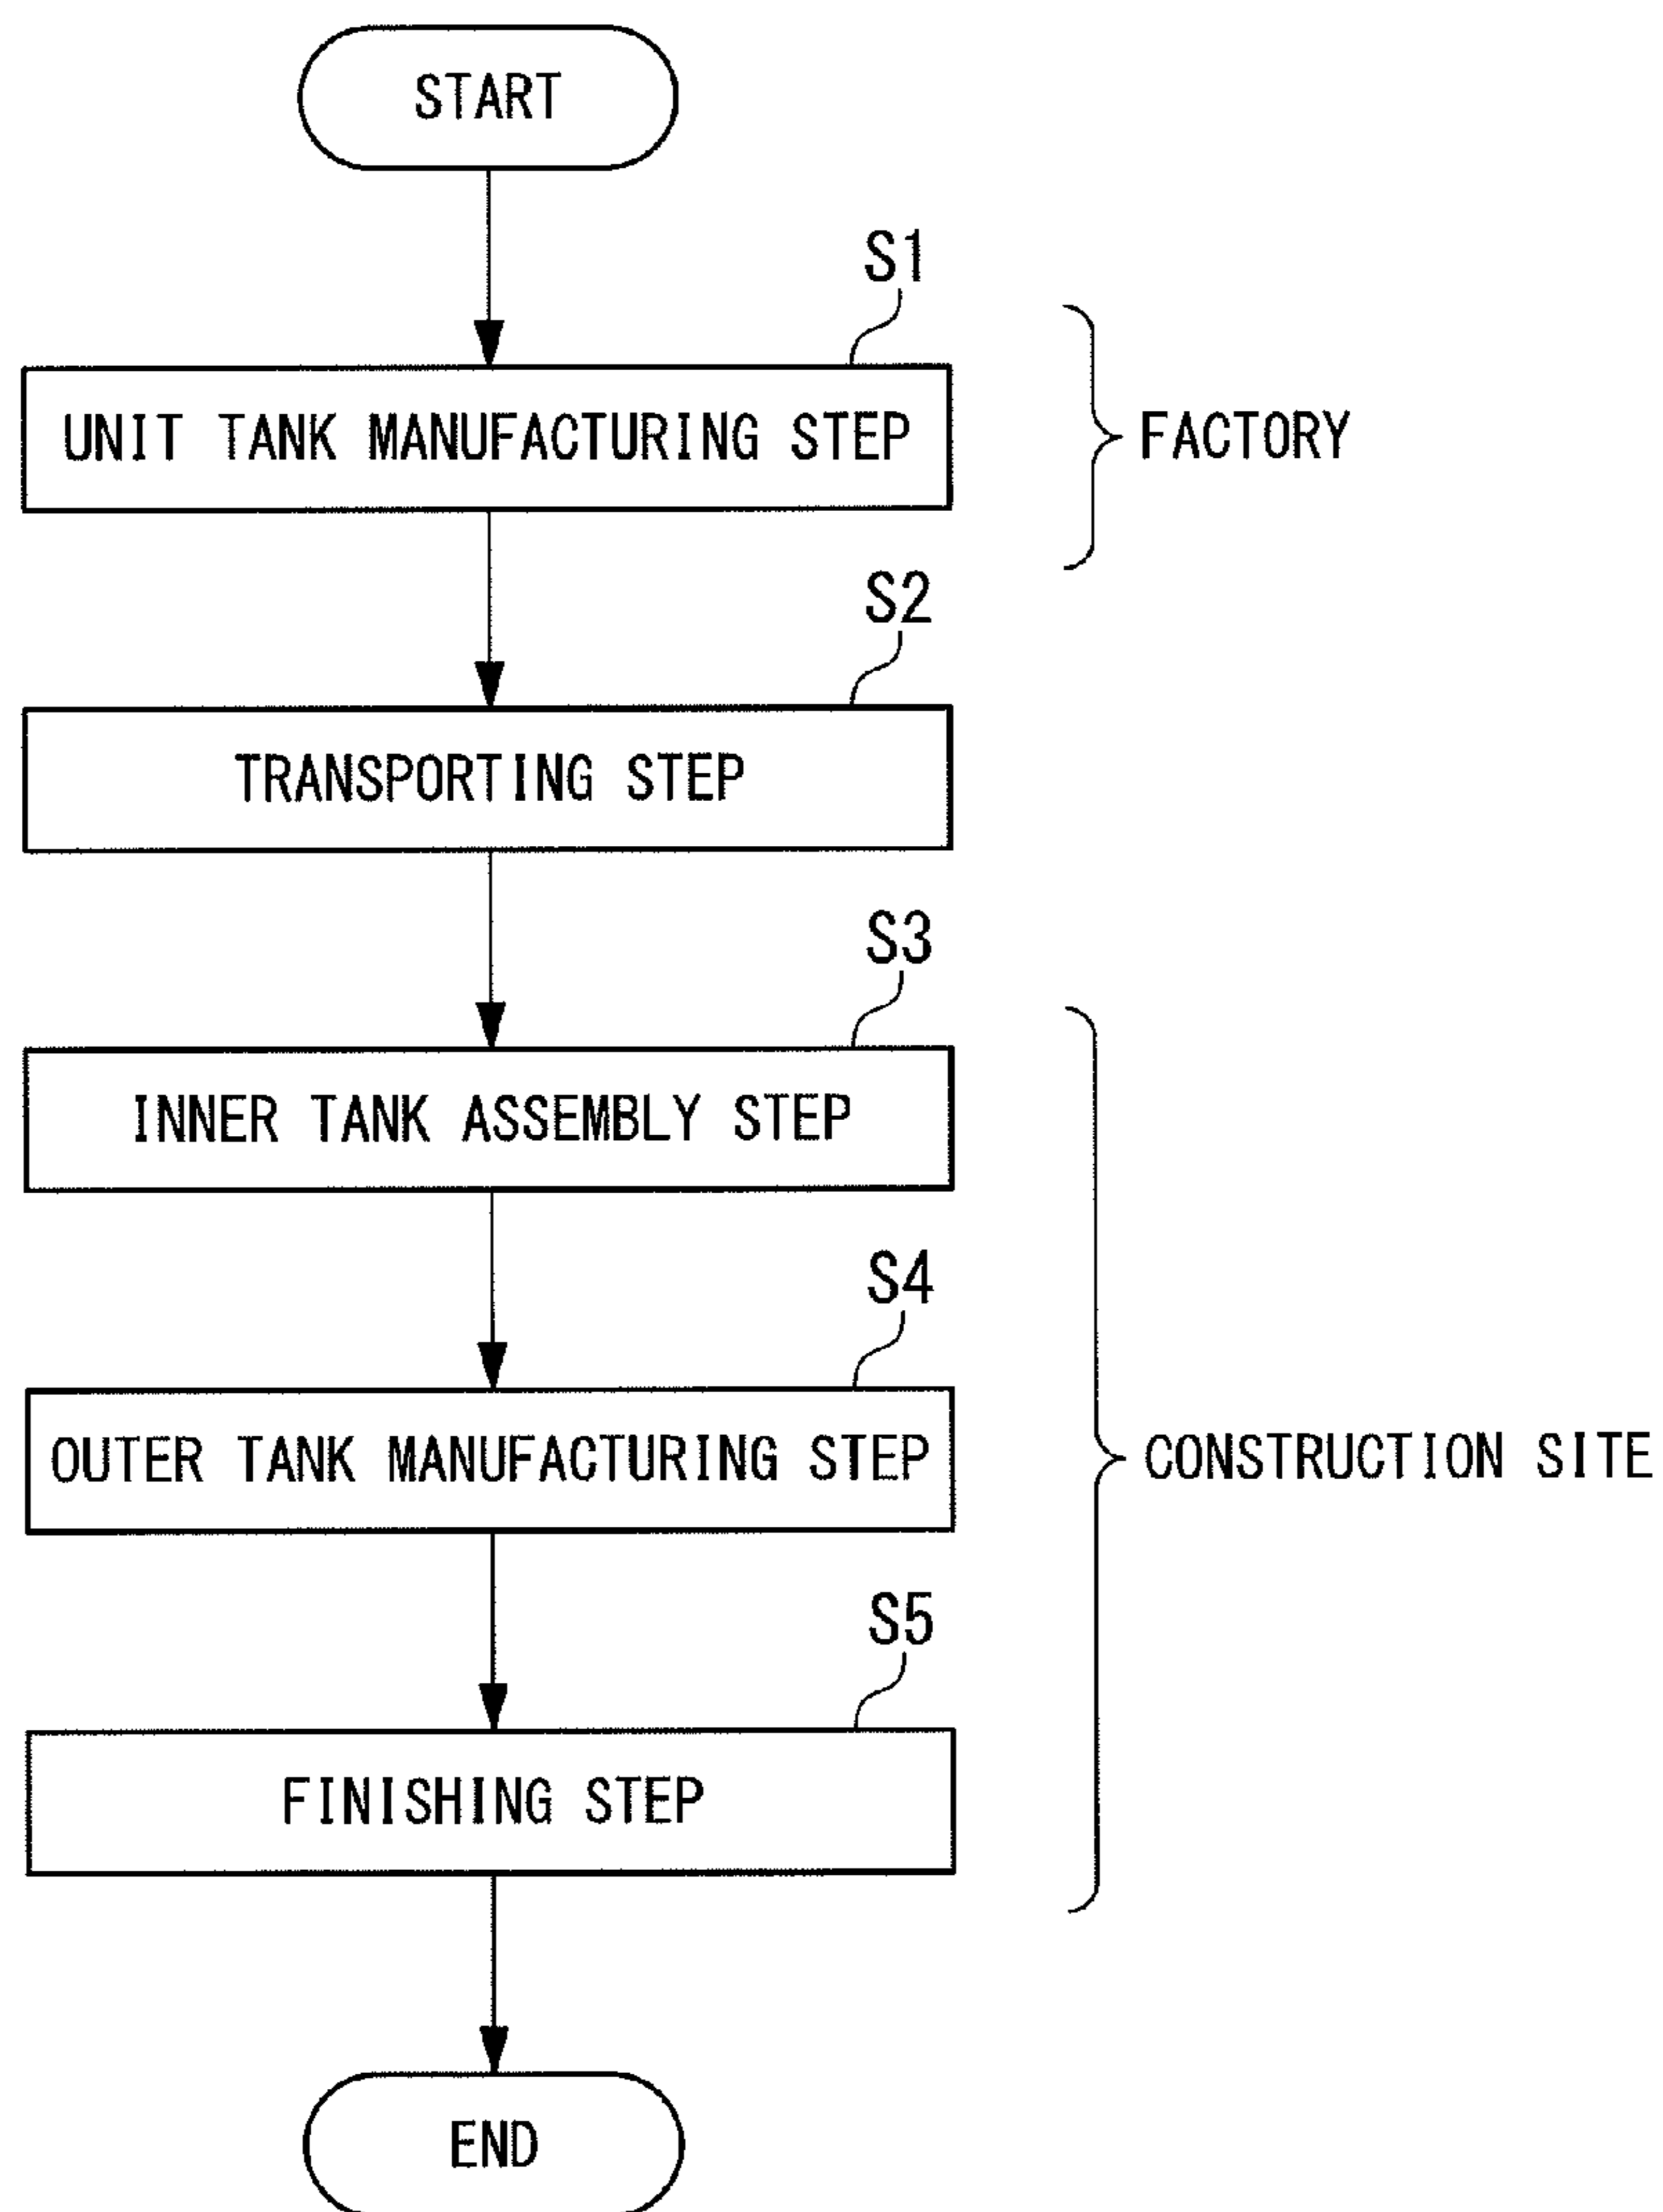 START
S1
UNIT TANK MANUFACTURING STEP
FACTORY
S2
TRANSPORTING STEP
S3
INNER TANK ASSEMBLY STEP
S4
OUTER TANK MANUFACTURING STEP
CONSTRUCTION SITE
S5
FINISHING STEP
END